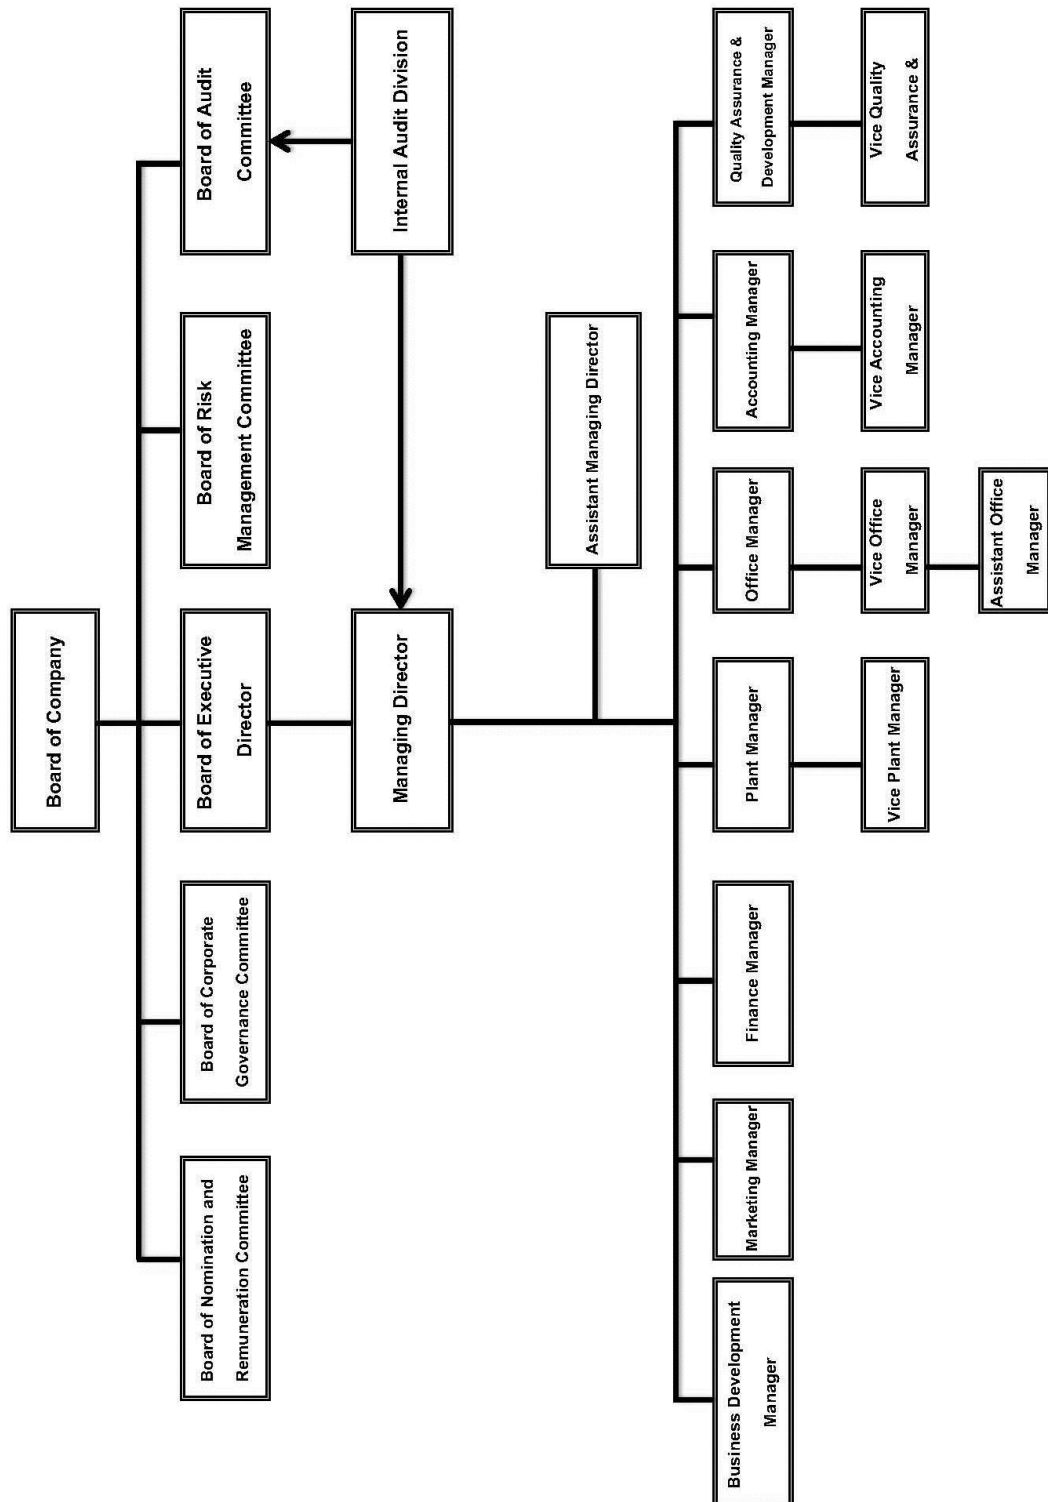 Board of Company
Board of Nomination and
Remuneration Committee
Board of Corporate
Governance Committee
Board of Executive
Director
Board of Risk
Management Committee
Board of Audit
Committee
Managing Director
Internal Audit Division
Assistant Managing Director
Business Development
Manager
Marketing Manager
Finance Manager
Plant Manager
Office Manager
Accounting Manager
Quality Assurance &
Development Manager
Vice Plant Manager
Vice Office
Manager
Vice Accounting
Manager
Vice Quality
Assurance &
Assistant Office
Manager